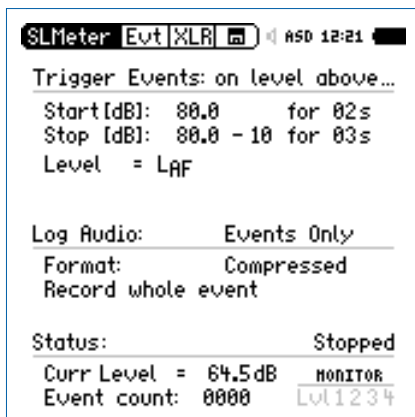 SLMeter Evt XLR ASD 12:21
Trigger Events: on level above...
Start[dB]: 80.0 for 02s
Stop [dB]: 80.0 - 10 for 03s
Level = LAF
Log Audio: Events Only
Format: Compressed
Record whole event
Status: Stopped
Curr Level = 64.5dB MONITOR
Event count: 0000 Lvl1234